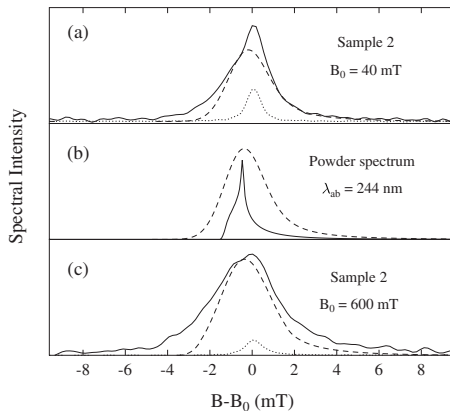 (a)
Sample 2
B₀ = 40 mT
(b)
Powder spectrum
λab = 244 nm
(c)
Sample 2
B₀ = 600 mT
Spectral Intensity
-8 -6 -4 -2 0 2 4 6 8
B-B₀ (mT)